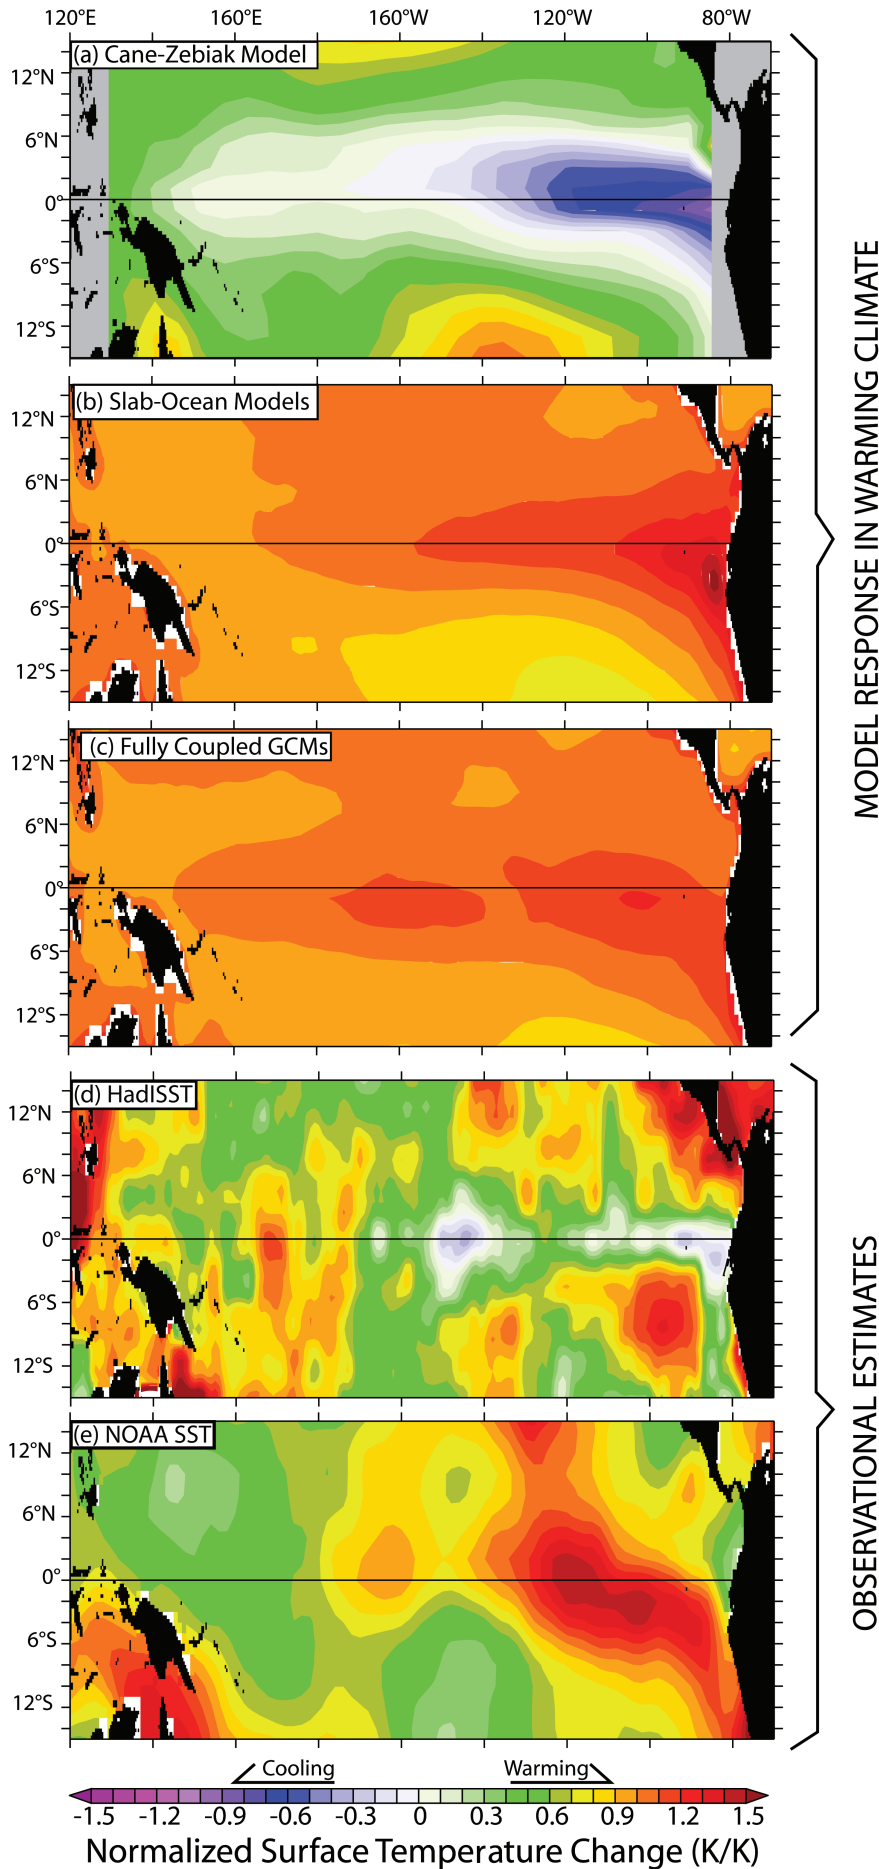 120°E 160°E 160°W 120°W 80°W
(a) Cane-Zebiak Model
12°N
6°N
0°
6°S
12°S
(b) Slab-Ocean Models
12°N
6°N
0°
6°S
12°S
(c) Fully Coupled GCMs
12°N
6°N
0°
6°S
12°S
MODEL RESPONSE IN WARMING CLIMATE
(d) HadISST
12°N
6°N
0°
6°S
12°S
(e) NOAA SST
12°N
6°N
0°
6°S
12°S
OBSERVATIONAL ESTIMATES
Cooling Warming
-1.5 -1.2 -0.9 -0.6 -0.3 0 0.3 0.6 0.9 1.2 1.5
Normalized Surface Temperature Change (K/K)